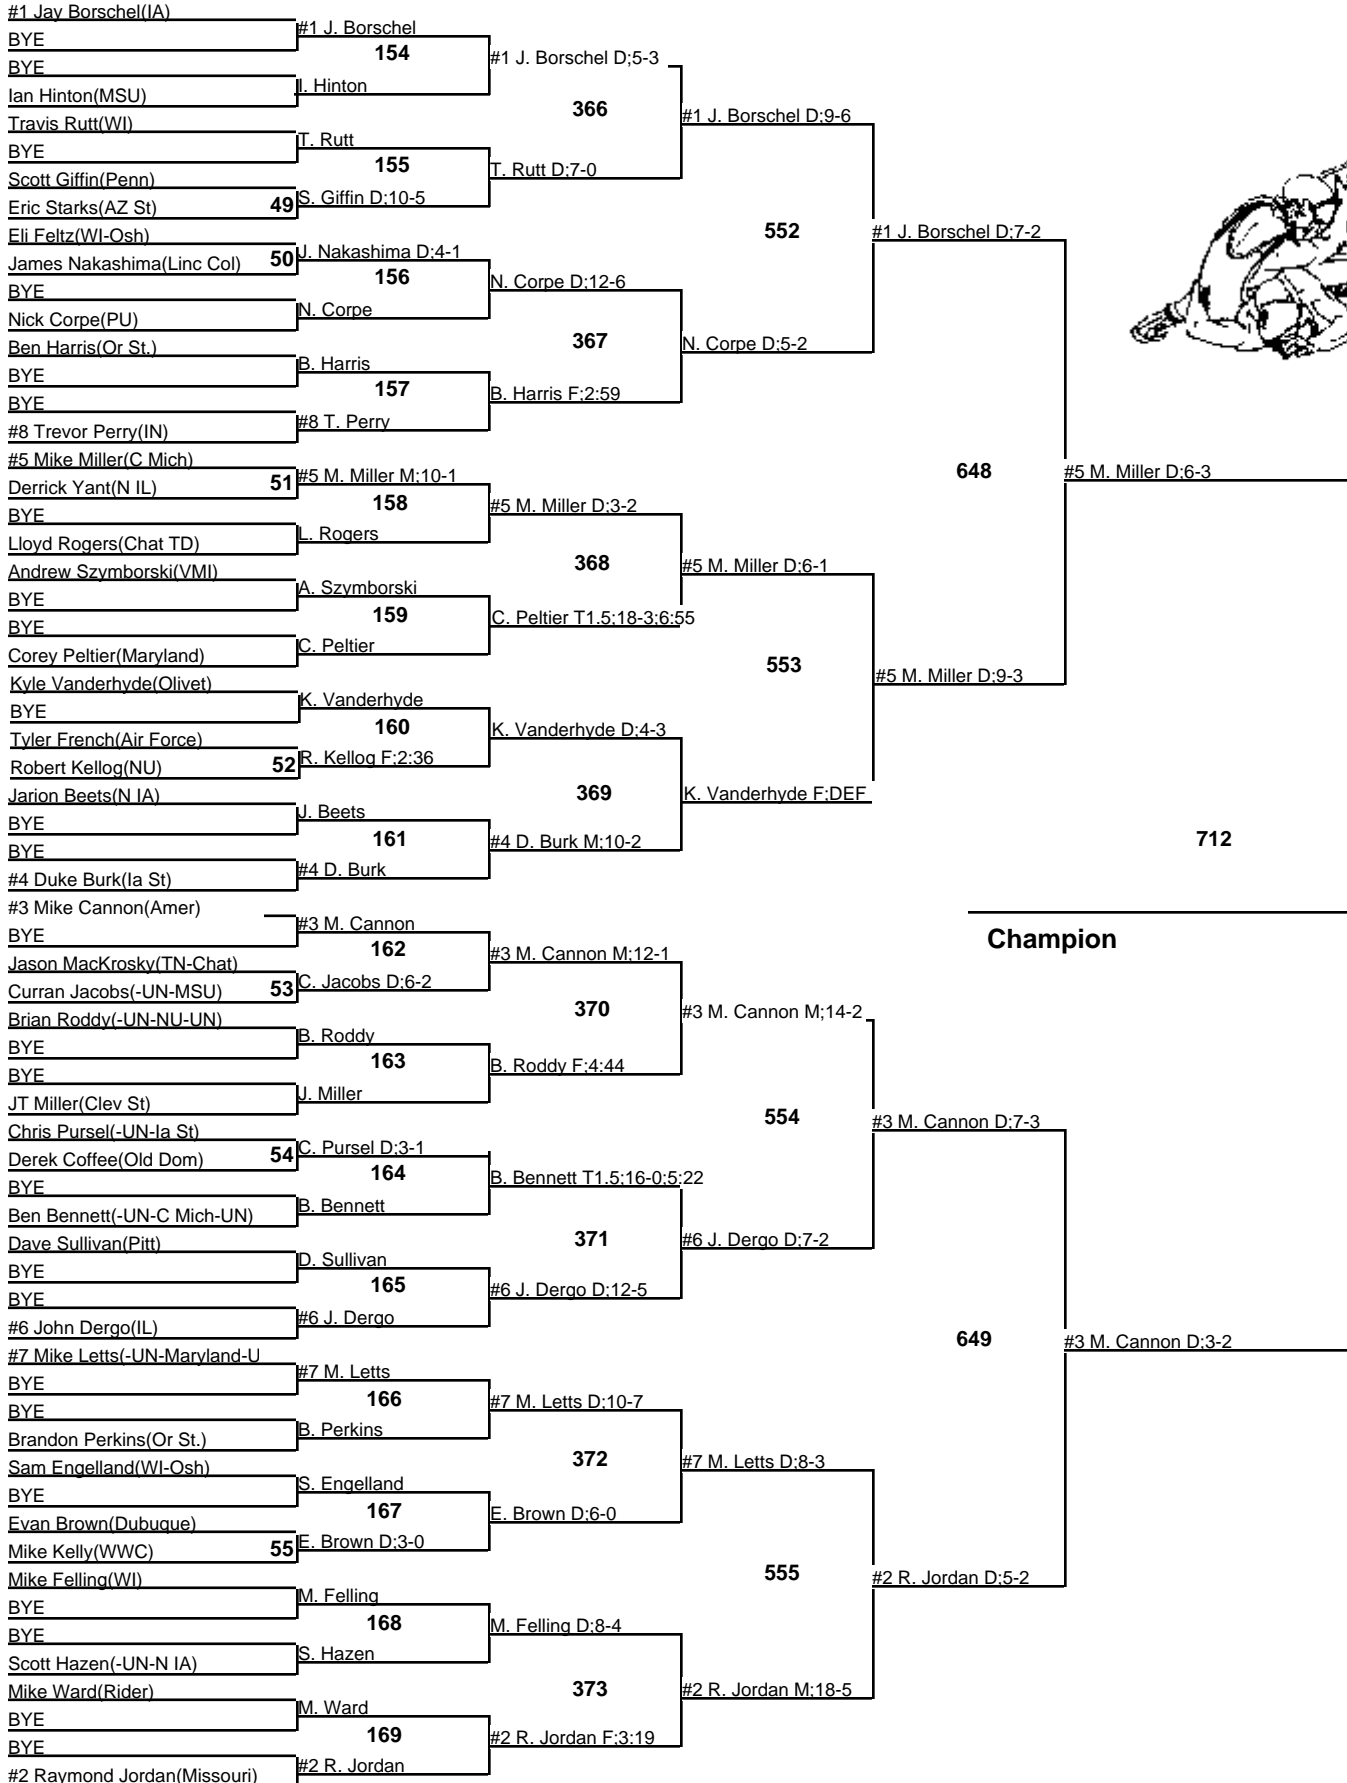 #1 Jay Borschel(IA)
BYE
BYE
Ian Hinton(MSU)
Travis Rutt(WI)
BYE
Scott Giffin(Penn)
Eric Starks(AZ St)
49
Eli Feltz(WI-Osh)
James Nakashima(Linc Col)
50
BYE
Nick Corpe(PU)
Ben Harris(Or St.)
BYE
BYE
#8 Trevor Perry(IN)
#5 Mike Miller(C Mich)
Derrick Yant(N IL)
51
BYE
Lloyd Rogers(Chat TD)
Andrew Szymborski(VMI)
BYE
BYE
Corey Peltier(Maryland)
Kyle Vanderhyde(Olivet)
BYE
Tyler French(Air Force)
Robert Kellog(NU)
52
Jarion Beets(N IA)
BYE
BYE
#4 Duke Burk(Ia St)
#3 Mike Cannon(Amer)
BYE
Jason MacKrosky(TN-Chat)
Curran Jacobs(-UN-MSU)
53
Brian Roddy(-UN-NU-UN)
BYE
BYE
JT Miller(Clev St)
Chris Pursel(-UN-Ia St)
Derek Coffee(Old Dom)
54
BYE
Ben Bennett(-UN-C Mich-UN)
Dave Sullivan(Pitt)
BYE
BYE
#6 John Dergo(IL)
#7 Mike Letts(-UN-Maryland-U
BYE
BYE
Brandon Perkins(Or St.)
Sam Engelland(WI-Osh)
BYE
Evan Brown(Dubuque)
Mike Kelly(WWC)
55
Mike Felling(WI)
BYE
BYE
Scott Hazen(-UN-N IA)
Mike Ward(Rider)
BYE
BYE
#2 Raymond Jordan(Missouri)
#1 J. Borschel
154
I. Hinton
T. Rutt
155
S. Giffin D;10-5
J. Nakashima D;4-1
156
N. Corpe
B. Harris
157
#8 T. Perry
#5 M. Miller M;10-1
158
L. Rogers
A. Szymborski
159
C. Peltier
K. Vanderhyde
160
R. Kellog F;2:36
J. Beets
161
#4 D. Burk
#3 M. Cannon
162
C. Jacobs D;6-2
B. Roddy
163
J. Miller
C. Pursel D;3-1
164
B. Bennett
D. Sullivan
165
#6 J. Dergo
#7 M. Letts
166
B. Perkins
S. Engelland
167
E. Brown D;3-0
M. Felling
168
S. Hazen
M. Ward
169
#2 R. Jordan
#1 J. Borschel D;5-3
366
T. Rutt D;7-0
N. Corpe D;12-6
367
B. Harris F;2:59
#5 M. Miller D;3-2
368
C. Peltier T1.5;18-3;6:55
K. Vanderhyde D;4-3
369
#4 D. Burk M;10-2
#3 M. Cannon M;12-1
370
B. Roddy F;4:44
B. Bennett T1.5;16-0;5:22
371
#6 J. Dergo D;12-5
#7 M. Letts D;10-7
372
E. Brown D;6-0
M. Felling D;8-4
373
#2 R. Jordan F;3:19
#1 J. Borschel D;9-6
552
N. Corpe D;5-2
#5 M. Miller D;6-1
553
K. Vanderhyde F;DEF
#3 M. Cannon M;14-2
554
#6 J. Dergo D;7-2
#7 M. Letts D;8-3
555
#2 R. Jordan M;18-5
#1 J. Borschel D;7-2
648
#5 M. Miller D;9-3
#3 M. Cannon D;7-3
649
#2 R. Jordan D;5-2
#5 M. Miller D;6-3
712
Champion
#3 M. Cannon D;3-2